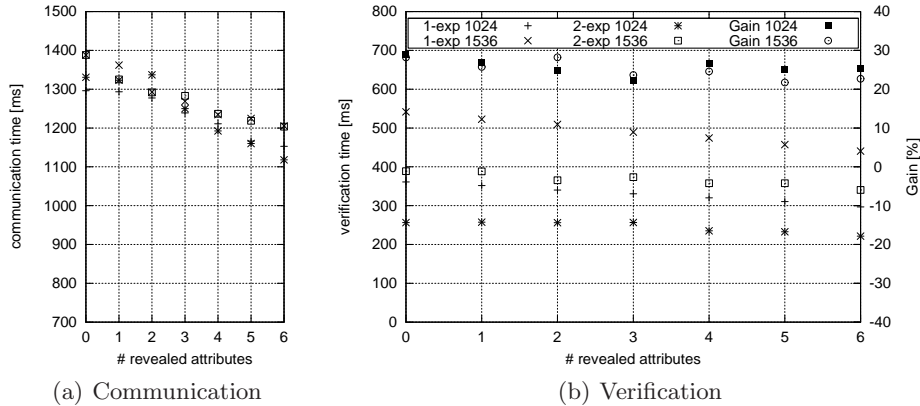 communication time [ms]
1500
1400
1300
1200
1100
1000
900
800
700
0 1 2 3 4 5 6
# revealed attributes
(a) Communication
verification time [ms]
800
700
600
500
400
300
200
100
0
1-exp 1024 2-exp 1024 Gain 1024
1-exp 1536 2-exp 1536 Gain 1536
40
30
20
10
0
-10
-20
-30
-40
Gain [%]
0 1 2 3 4 5 6
# revealed attributes
(b) Verification